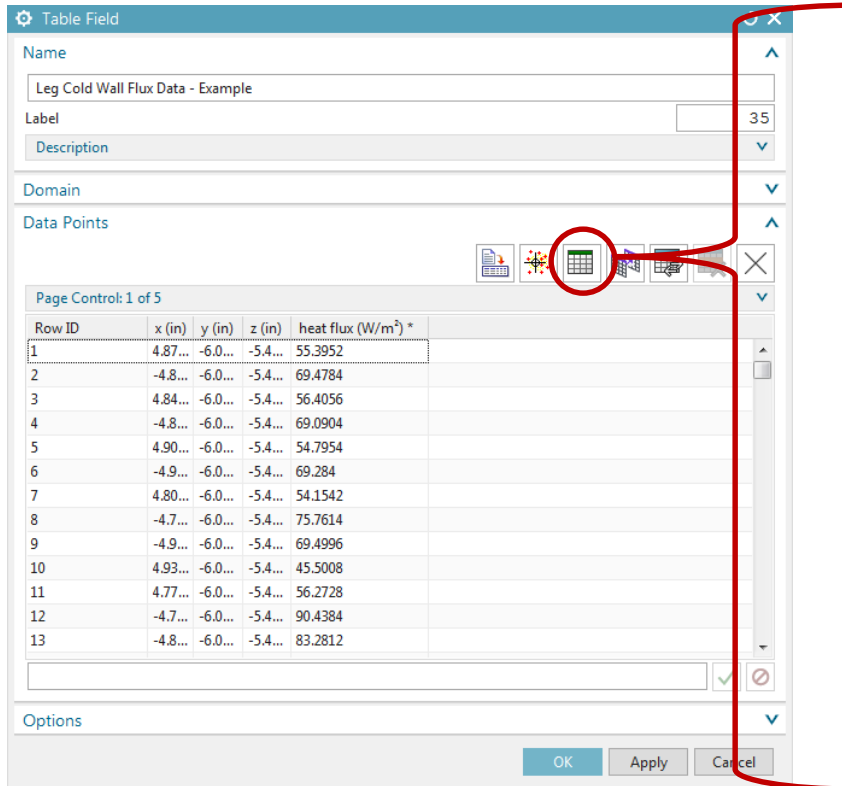 Table Field
Name
Leg Cold Wall Flux Data - Example
Label 35
Description
Domain
Data Points
Page Control: 1 of 5
Row ID x (in) y (in) z (in) heat flux (W/m²) *
1 4.87... -6.0... -5.4... 55.3952
2 -4.8... -6.0... -5.4... 69.4784
3 4.84... -6.0... -5.4... 56.4056
4 -4.8... -6.0... -5.4... 69.0904
5 4.90... -6.0... -5.4... 54.7954
6 -4.9... -6.0... -5.4... 69.284
7 4.80... -6.0... -5.4... 54.1542
8 -4.7... -6.0... -5.4... 75.7614
9 -4.9... -6.0... -5.4... 69.4996
10 4.93... -6.0... -5.4... 45.5008
11 4.77... -6.0... -5.4... 56.2728
12 -4.7... -6.0... -5.4... 90.4384
13 -4.8... -6.0... -5.4... 83.2812
Options
OK Apply Cancel